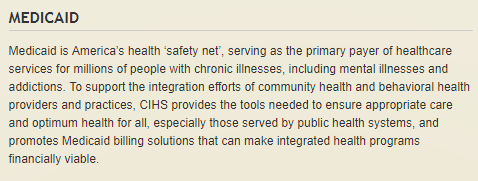 MEDICAID
Medicaid is America's health 'safety net', serving as the primary payer of healthcare
services for millions of people with chronic illnesses, including mental illnesses and
addictions. To support the integration efforts of community health and behavioral health
providers and practices, CIHS provides the tools needed to ensure appropriate care
and optimum health for all, especially those served by public health systems, and
promotes Medicaid billing solutions that can make integrated health programs
financially viable.